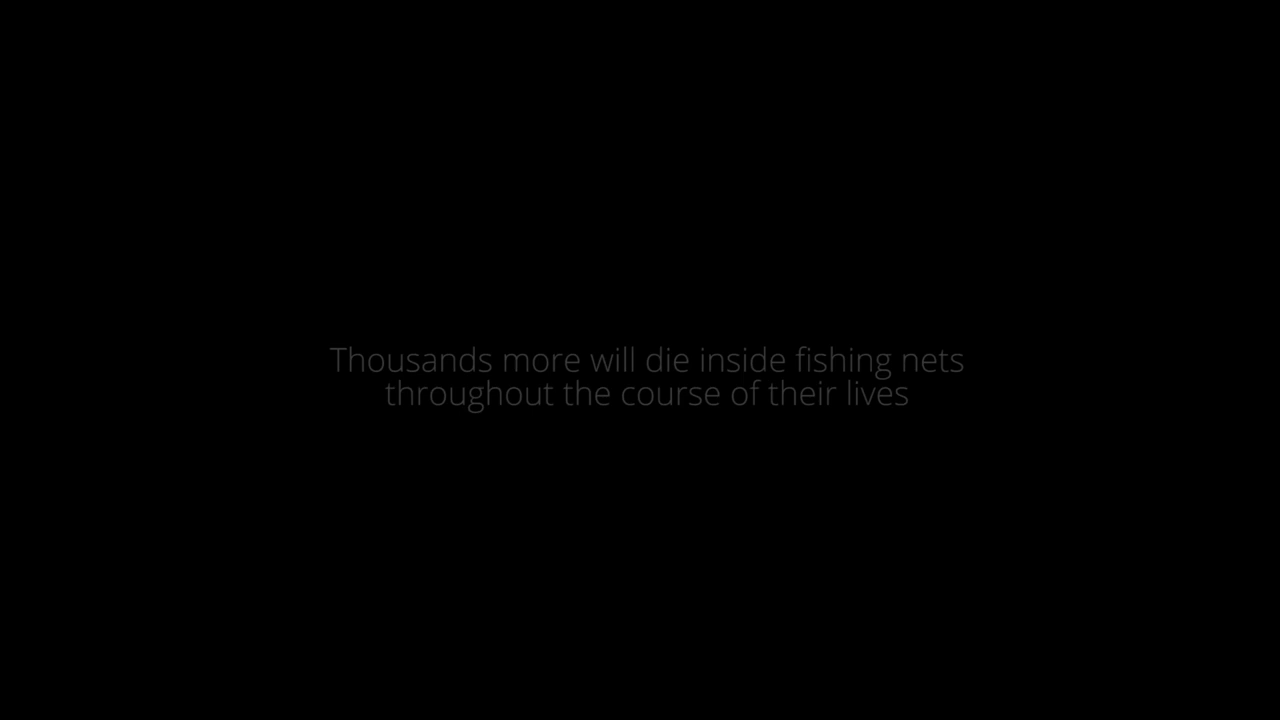 Thousands more will die inside fishing nets
throughout the course of their lives